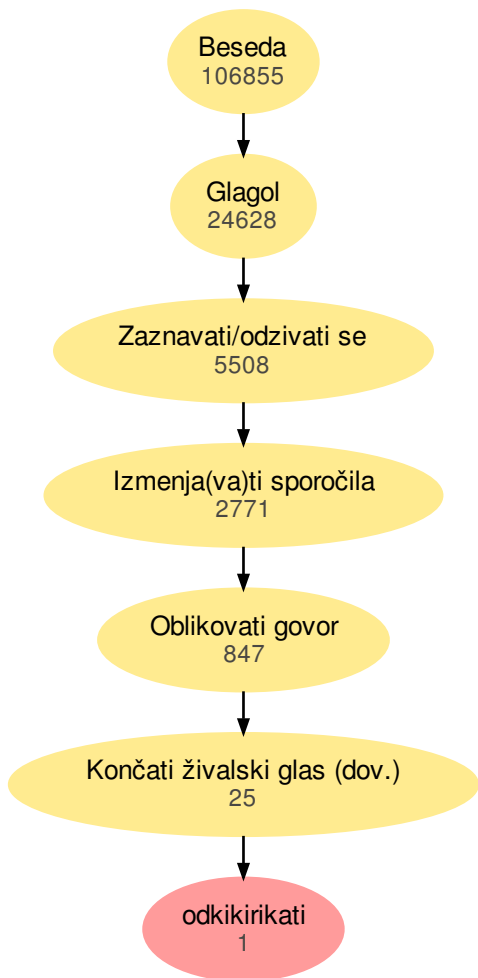 Beseda
106855
Glagol
24628
Zaznavati/odzivati se
5508
Izmenja(va)ti sporočila
2771
Oblikovati govor
847
Končati živalski glas (dov.)
25
odkikirikati
1